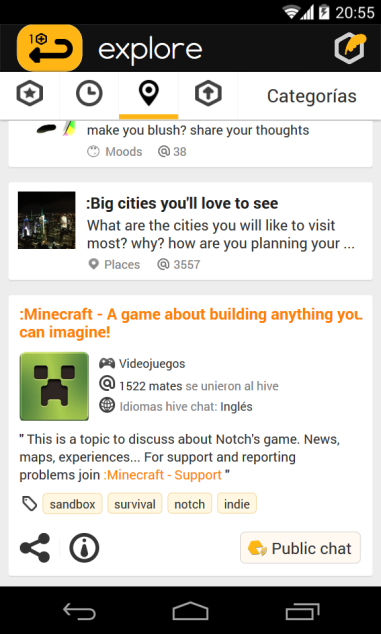 20:55
1
explore
Categorías
make you blush? share your thoughts
Moods @ 38
:Big cities you'll love to see
What are the cities you will like to visit
most? why? how are you planning your ...
Places @ 3557
:Minecraft - A game about building anything you
can imagine!
Videojuegos
@ 1522 mates se unieron al hive
Idiomas hive chat: Inglés
" This is a topic to discuss about Notch's game. News,
maps, experiences... For support and reporting
problems join :Minecraft - Support "
sandbox survival notch indie
Public chat